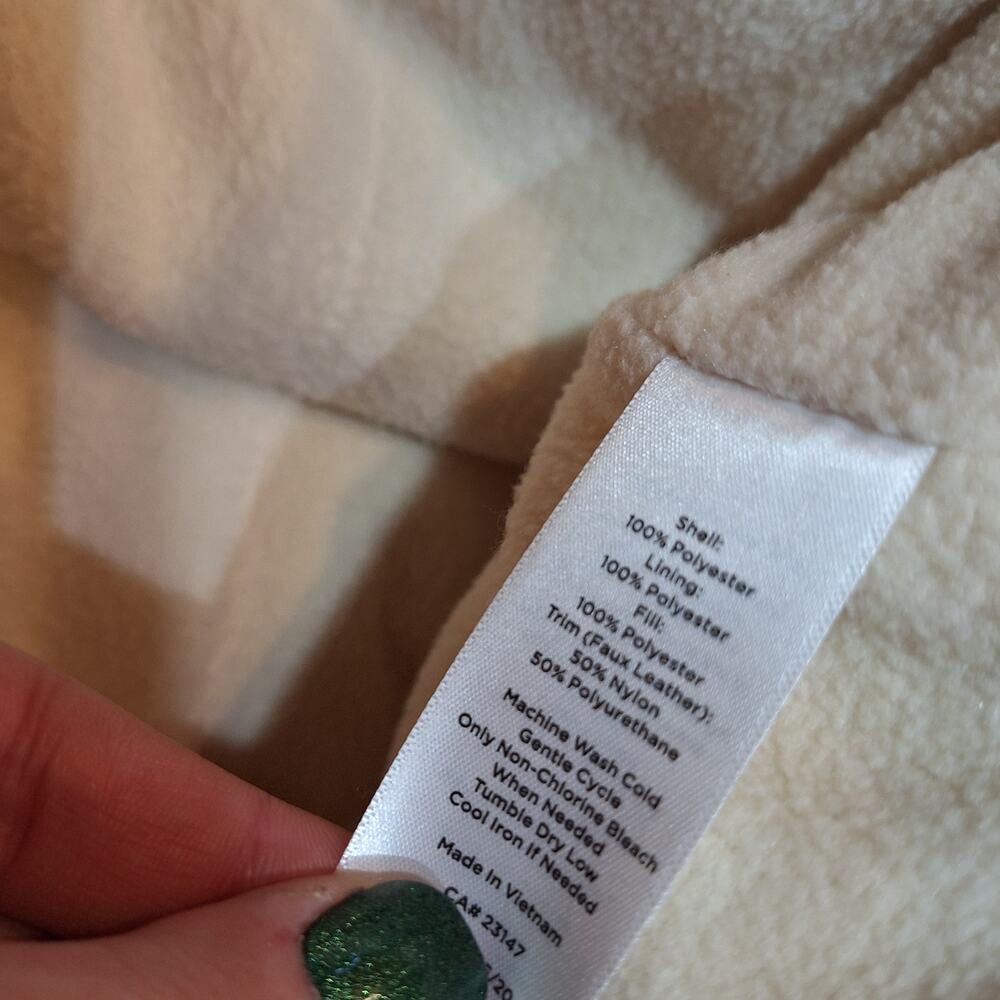 Shell:
100% Polyester
Lining:
100% Polyester
Fill:
100% Polyester
Trim (Faux Leather):
50% Nylon
50% Polyurethane
Machine Wash Cold
Gentle Cycle
Only Non-Chlorine Bleach
When Needed
Tumble Dry Low
Cool Iron If Needed
Made In Vietnam
CA# 23147
/20